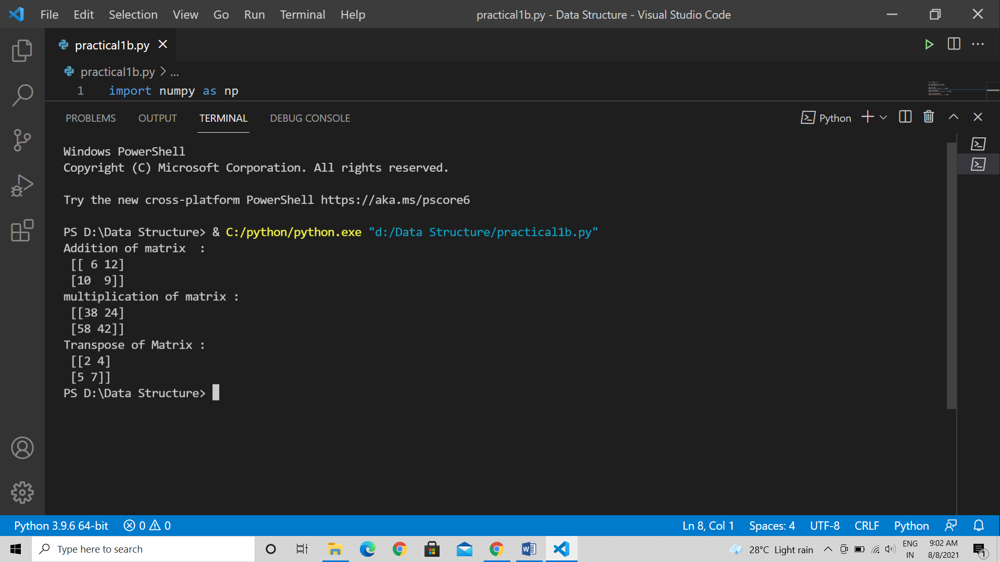 File Edit Selection View Go Run Terminal Help practical1b.py - Data Structure - Visual Studio Code
practical1b.py
practical1b.py > ...
1 import numpy as np
PROBLEMS OUTPUT TERMINAL DEBUG CONSOLE Python
Windows PowerShell
Copyright (C) Microsoft Corporation. All rights reserved.
Try the new cross-platform PowerShell https://aka.ms/pscore6
PS D:\Data Structure> & C:/python/python.exe "d:/Data Structure/practical1b.py"
Addition of matrix  :
 [[ 6 12]
 [10  9]]
multiplication of matrix :
 [[38 24]
 [58 42]]
Transpose of Matrix :
 [[2 4]
 [5 7]]
PS D:\Data Structure>
Python 3.9.6 64-bit 0 0 Ln 8, Col 1 Spaces: 4 UTF-8 CRLF Python
Type here to search 28°C Light rain ENG 9:02 AM
IN 8/8/2021 1